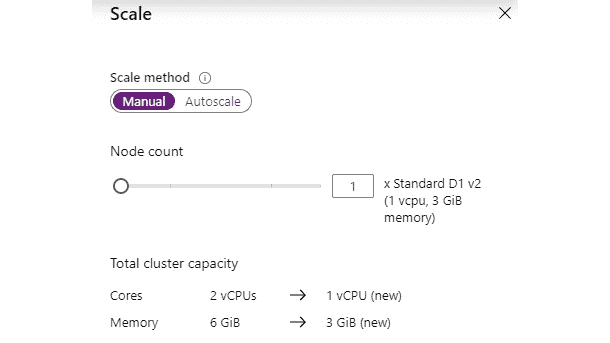 Scale
Scale method
Manual Autoscale
Node count
1 x Standard D1 v2
(1 vcpu, 3 GiB
memory)
Total cluster capacity
Cores 2 vCPUs → 1 vCPU (new)
Memory 6 GiB → 3 GiB (new)